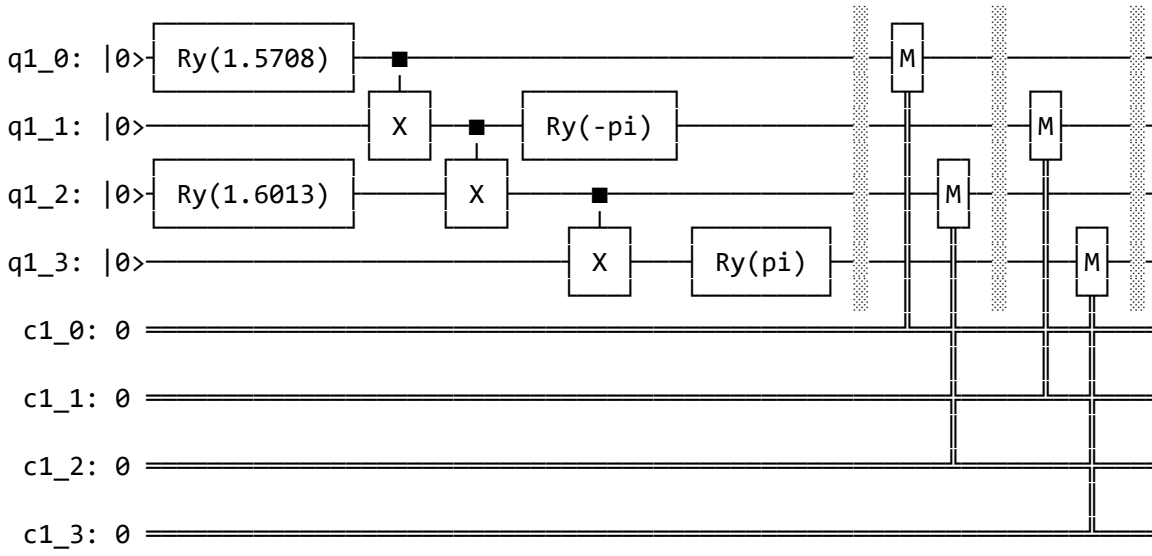 q1_0: |0> Ry(1.5708) M
X
q1_1: |0> Ry(-pi) M
q1_2: |0> Ry(1.6013) X M
q1_3: |0> X Ry(pi) M
c1_0: 0
c1_1: 0
c1_2: 0
c1_3: 0